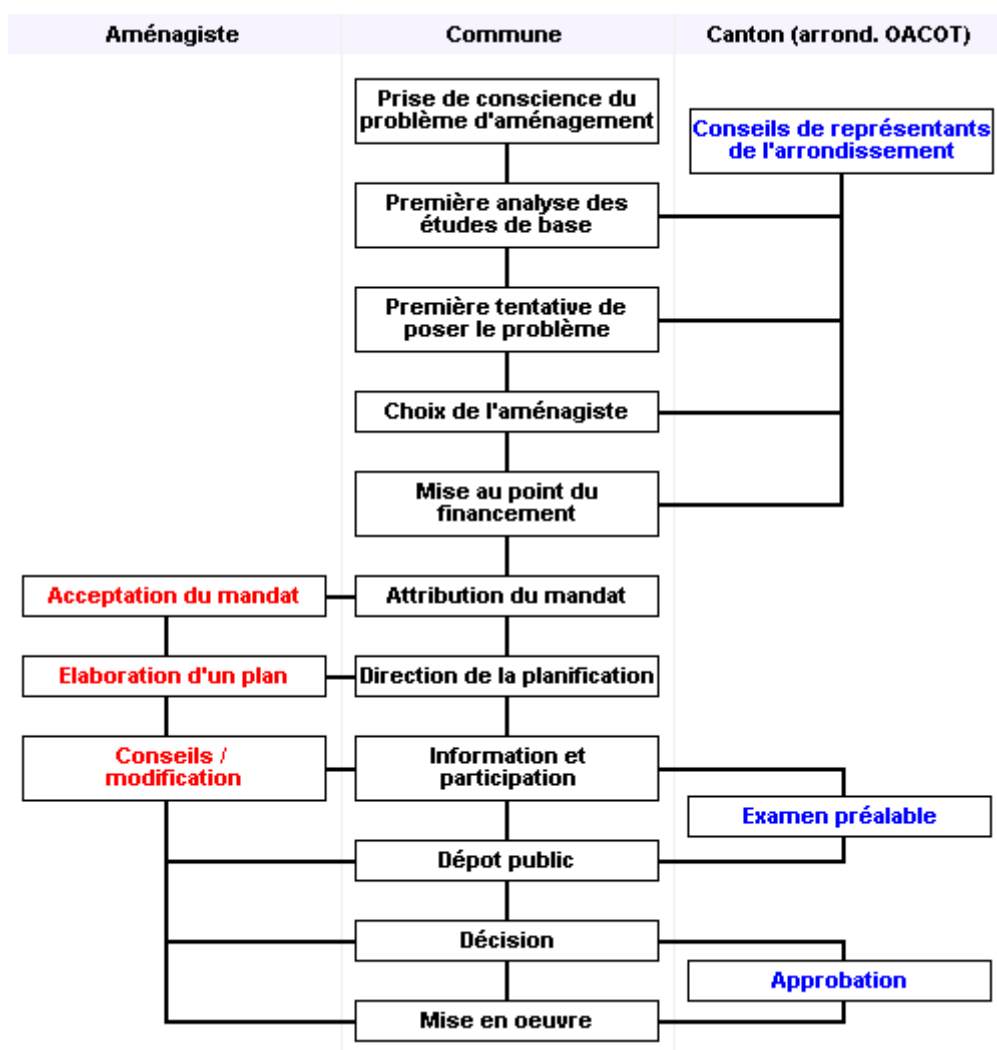 Aménagiste
Commune
Canton (arrond. OACOT)
Prise de conscience du
problème d'aménagement
Conseils de représentants
de l'arrondissement
Première analyse des
études de base
Première tentative de
poser le problème
Choix de l'aménagiste
Mise au point du
financement
Acceptation du mandat
Attribution du mandat
Elaboration d'un plan
Direction de la planification
Conseils /
modification
Information et
participation
Examen préalable
Dépot public
Décision
Approbation
Mise en oeuvre